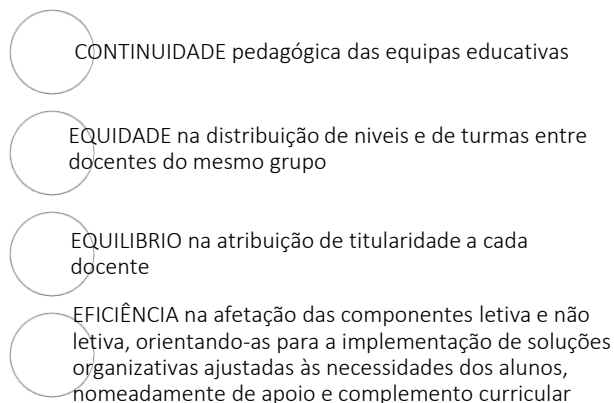 CONTINUIDADE pedagógica das equipas educativas
EQUIDADE na distribuição de niveis e de turmas entre
docentes do mesmo grupo
EQUILIBRIO na atribuição de titularidade a cada
docente
EFICIÊNCIA na afetação das componentes letiva e não
letiva, orientando-as para a implementação de soluções
organizativas ajustadas às necessidades dos alunos,
nomeadamente de apoio e complemento curricular